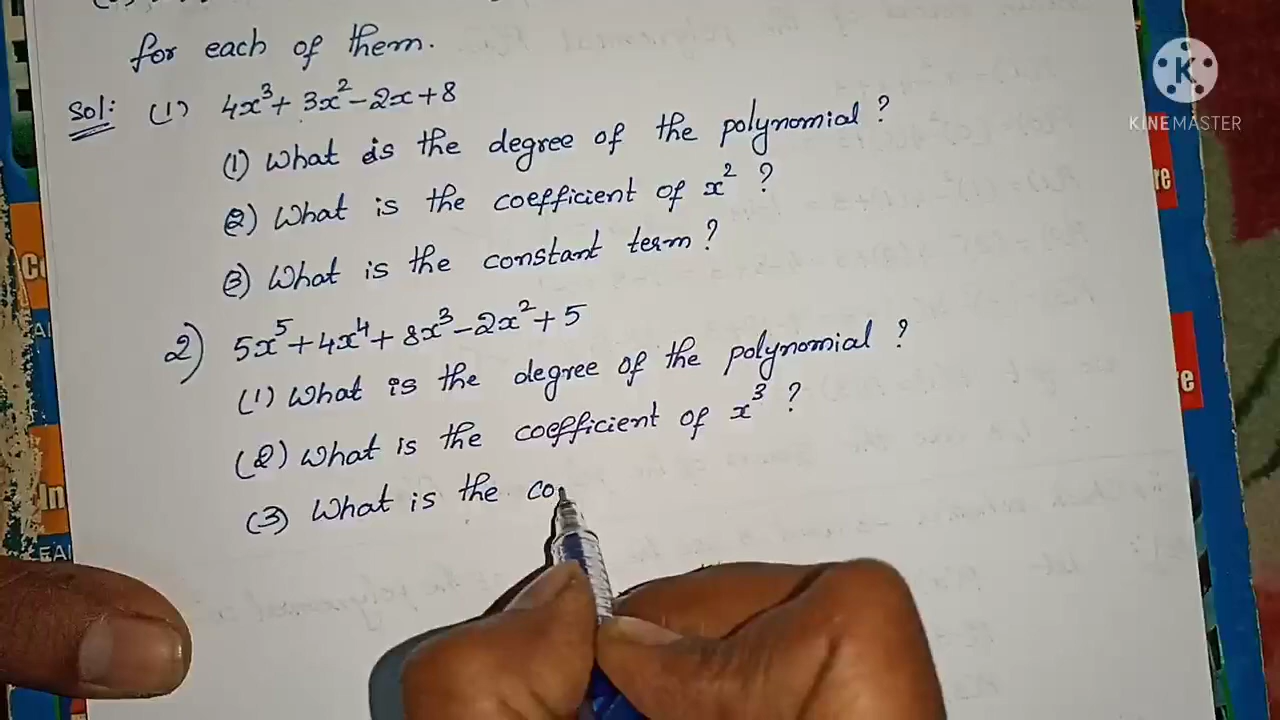 for each of them.
Sol: (1) 4x³ + 3x² - 2x + 8
(1) What is the degree of the polynomial ?
(2) What is the coefficient of x² ?
(3) What is the constant term ?
2) 5x⁵ + 4x⁴ + 8x³ - 2x² + 5
(1) What is the degree of the polynomial ?
(2) What is the coefficient of x³ ?
(3) What is the co
K
KINEMASTER
re
re